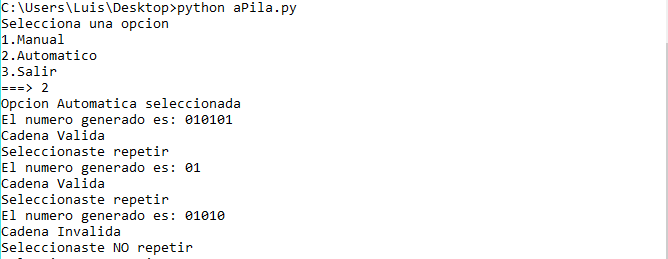 C:\Users\Luis\Desktop>python aPila.py
Selecciona una opcion
1.Manual
2.Automatico
3.Salir
===> 2
Opcion Automatica seleccionada
El numero generado es: 010101
Cadena Valida
Seleccionaste repetir
El numero generado es: 01
Cadena Valida
Seleccionaste repetir
El numero generado es: 01010
Cadena Invalida
Seleccionaste NO repetir